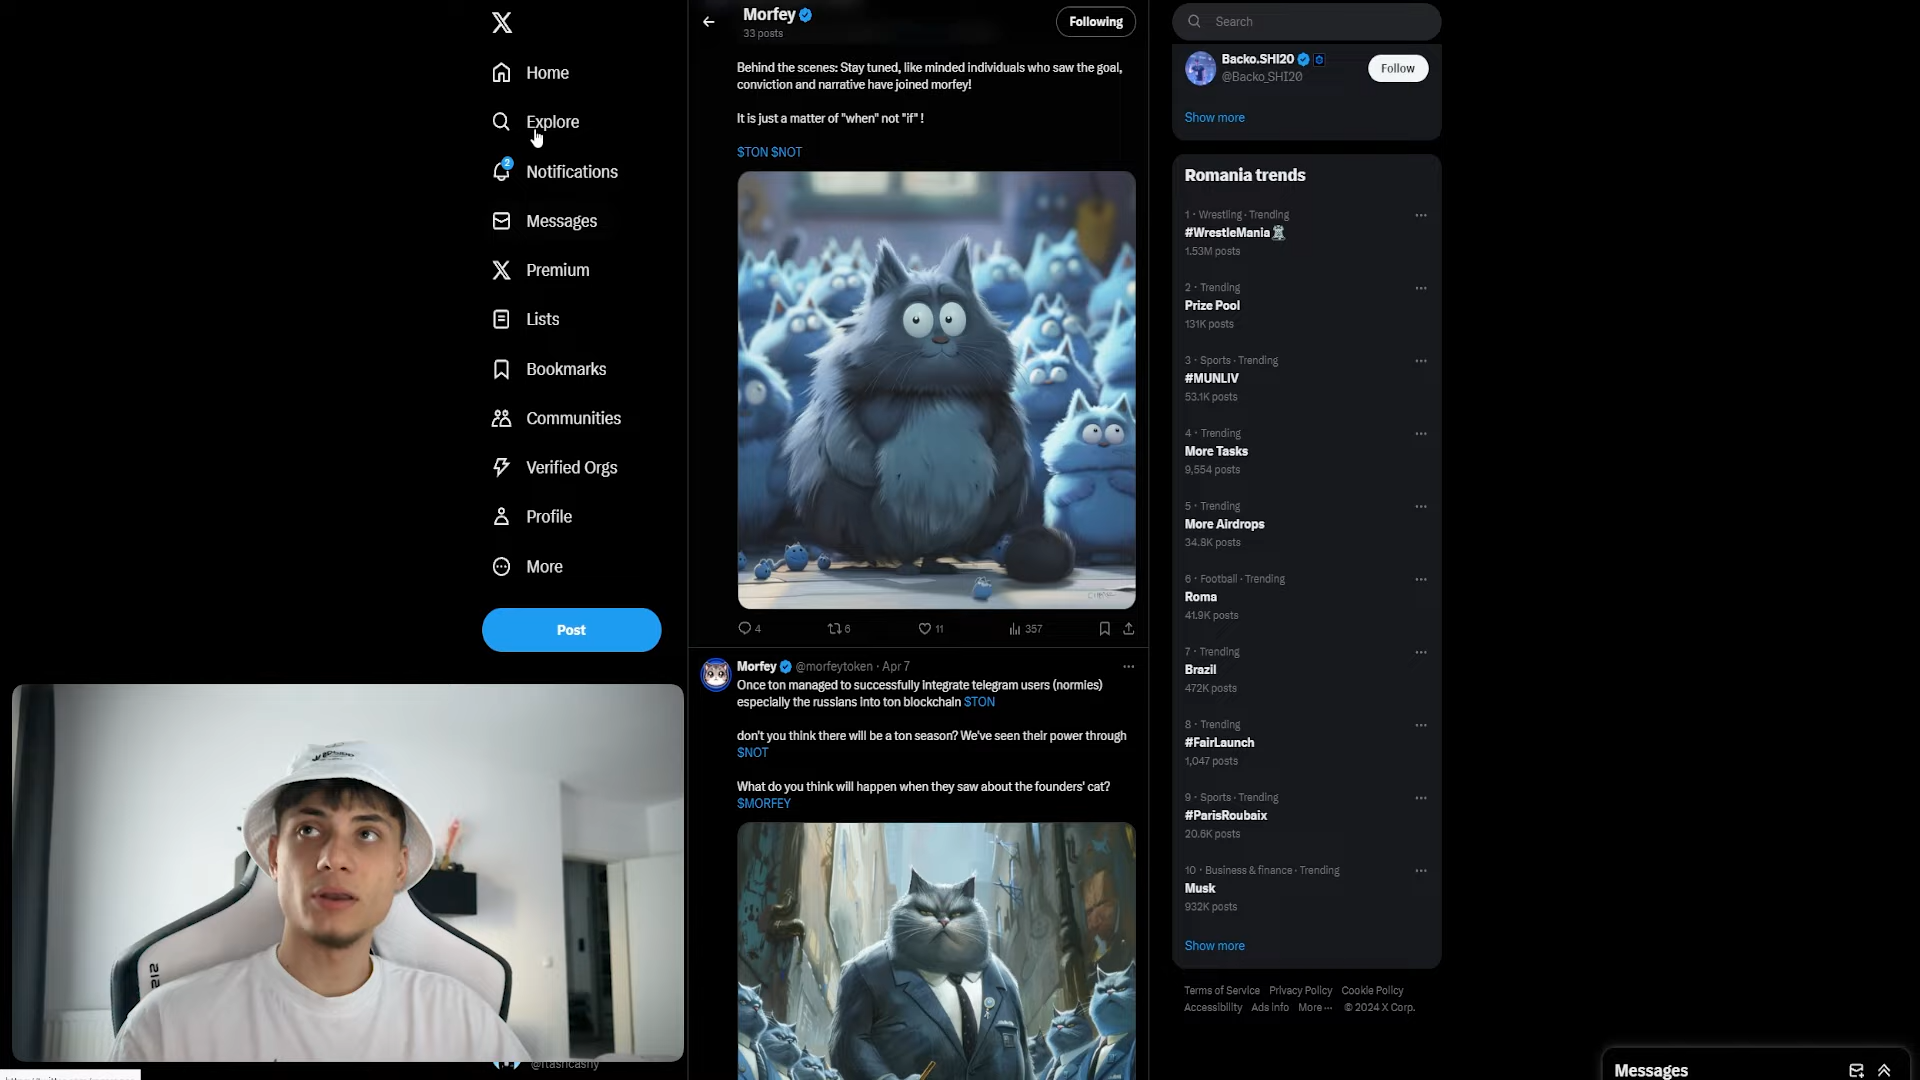 Home
Explore
2
Notifications
Messages
Premium
Lists
Bookmarks
Communities
Verified Orgs
Profile
More
Post
Morfey
33 posts
Following
Behind the scenes: Stay tuned, like minded individuals who saw the goal,
conviction and narrative have joined morfey!
It is just a matter of "when" not "if" !
$TON $NOT
4
6
11
357
Morfey @morfeytoken · Apr 7
Once ton managed to successfully integrate telegram users (normies)
especially the russians into ton blockchain $TON
don't you think there will be a ton season? We've seen their power through
$NOT
What do you think will happen when they saw about the founders' cat?
$MORFEY
Search
Backo.SHI20
@Backo_SHI20
Follow
Show more
Romania trends
1 · Wrestling · Trending
#WrestleMania
1.53M posts
2 · Trending
Prize Pool
131K posts
3 · Sports · Trending
#MUNLIV
53.1K posts
4 · Trending
More Tasks
9,554 posts
5 · Trending
More Airdrops
34.8K posts
6 · Football · Trending
Roma
41.9K posts
7 · Trending
Brazil
472K posts
8 · Trending
#FairLaunch
1,047 posts
9 · Sports · Trending
#ParisRoubaix
20.6K posts
10 · Business & finance · Trending
Musk
932K posts
Show more
Terms of Service Privacy Policy Cookie Policy
Accessibility Ads info More ··· © 2024 X Corp.
Messages